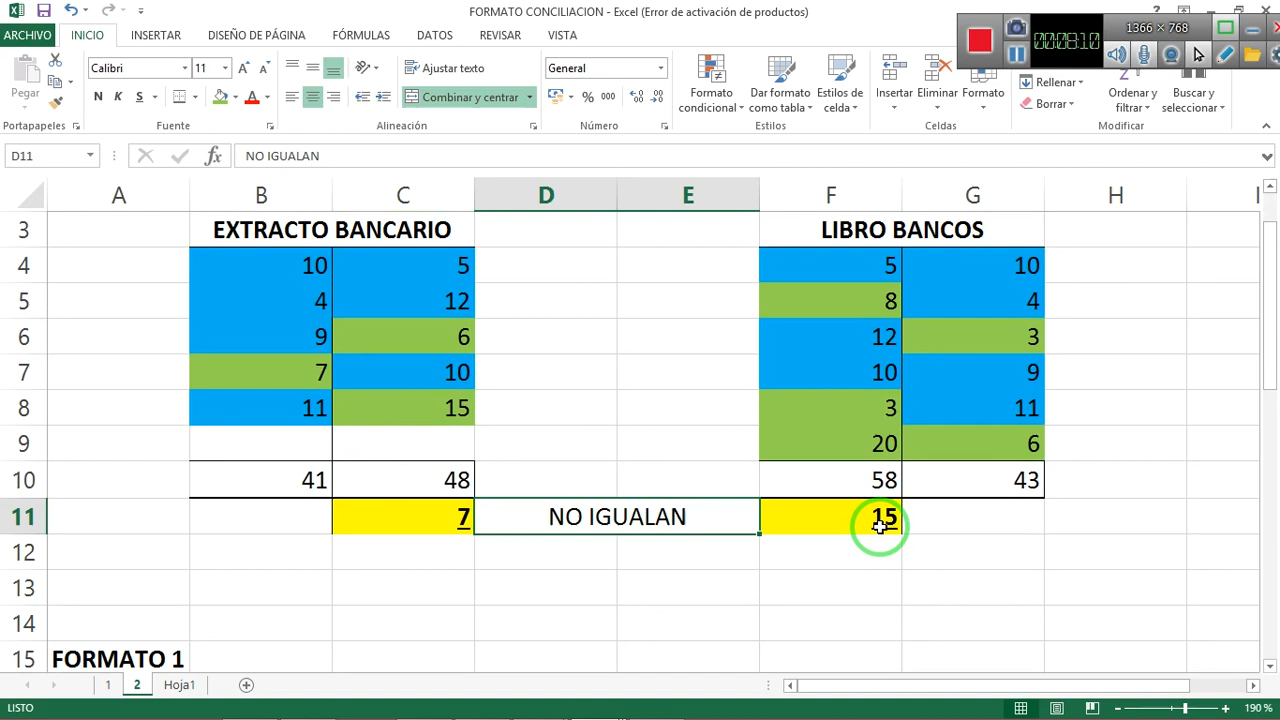 FORMATO CONCILIACION - Excel (Error de activación de productos)
1366 × 768
00:08:10
ARCHIVO INICIO INSERTAR DISEÑO DE PÁGINA FÓRMULAS DATOS REVISAR VISTA
Calibri 11 A A Ajustar texto General Rellenar
Pegar N K S A Combinar y centrar % 000 Formato condicional Dar formato como tabla Estilos de celda Insertar Eliminar Formato Borrar Ordenar y filtrar Buscar y seleccionar
Portapapeles Fuente Alineación Número Estilos Celdas Modificar
D11 fx NO IGUALAN
A B C D E F G H I
3 EXTRACTO BANCARIO LIBRO BANCOS
4 10 5 5 10
5 4 12 8 4
6 9 6 12 3
7 7 10 10 9
8 11 15 3 11
9 20 6
10 41 48 58 43
11 7 NO IGUALAN 15
12
13
14
15 FORMATO 1
1 2 Hoja1
LISTO 190 %